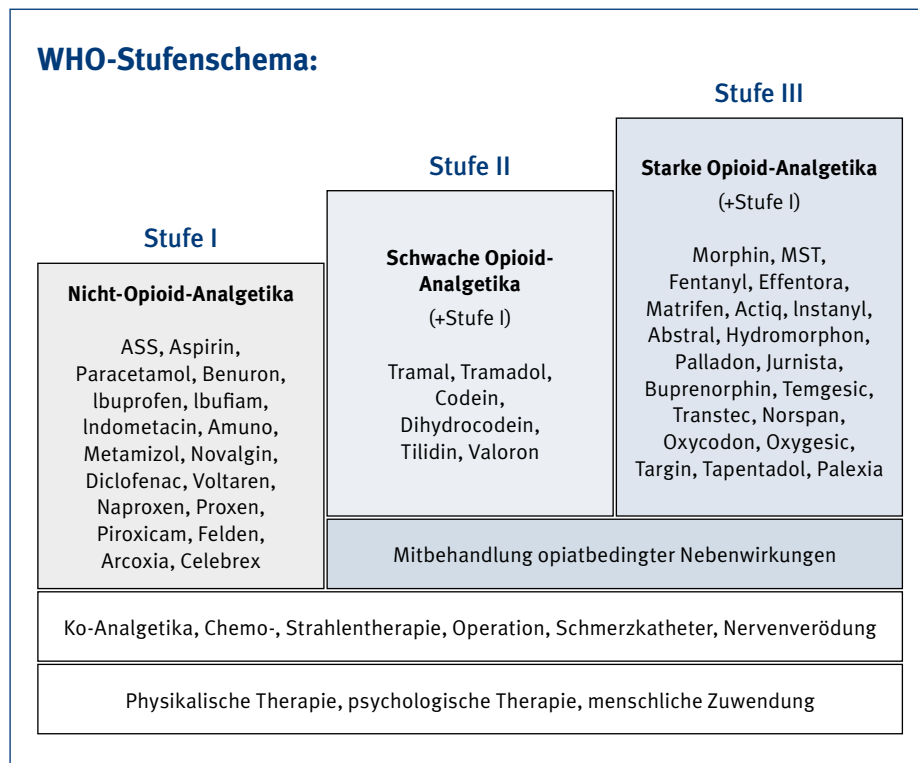 WHO-Stufenschema:
Stufe I
Nicht-Opioid-Analgetika
ASS, Aspirin,
Paracetamol, Benuron,
Ibuprofen, Ibufiam,
Indometacin, Amuno,
Metamizol, Novalgin,
Diclofenac, Voltaren,
Naproxen, Proxen,
Piroxicam, Felden,
Arcoxia, Celebrex
Stufe II
Schwache Opioid-
Analgetika
(+Stufe I)
Tramal, Tramadol,
Codein,
Dihydrocodein,
Tilidin, Valoron
Stufe III
Starke Opioid-Analgetika
(+Stufe I)
Morphin, MST,
Fentanyl, Effentora,
Matrifen, Actiq, Instanyl,
Abstral, Hydromorphon,
Palladon, Jurnista,
Buprenorphin, Temgesic,
Transtec, Norspan,
Oxycodon, Oxygesic,
Targin, Tapentadol, Palexia
Mitbehandlung opiatbedingter Nebenwirkungen
Ko-Analgetika, Chemo-, Strahlentherapie, Operation, Schmerzkatheter, Nervenverödung
Physikalische Therapie, psychologische Therapie, menschliche Zuwendung